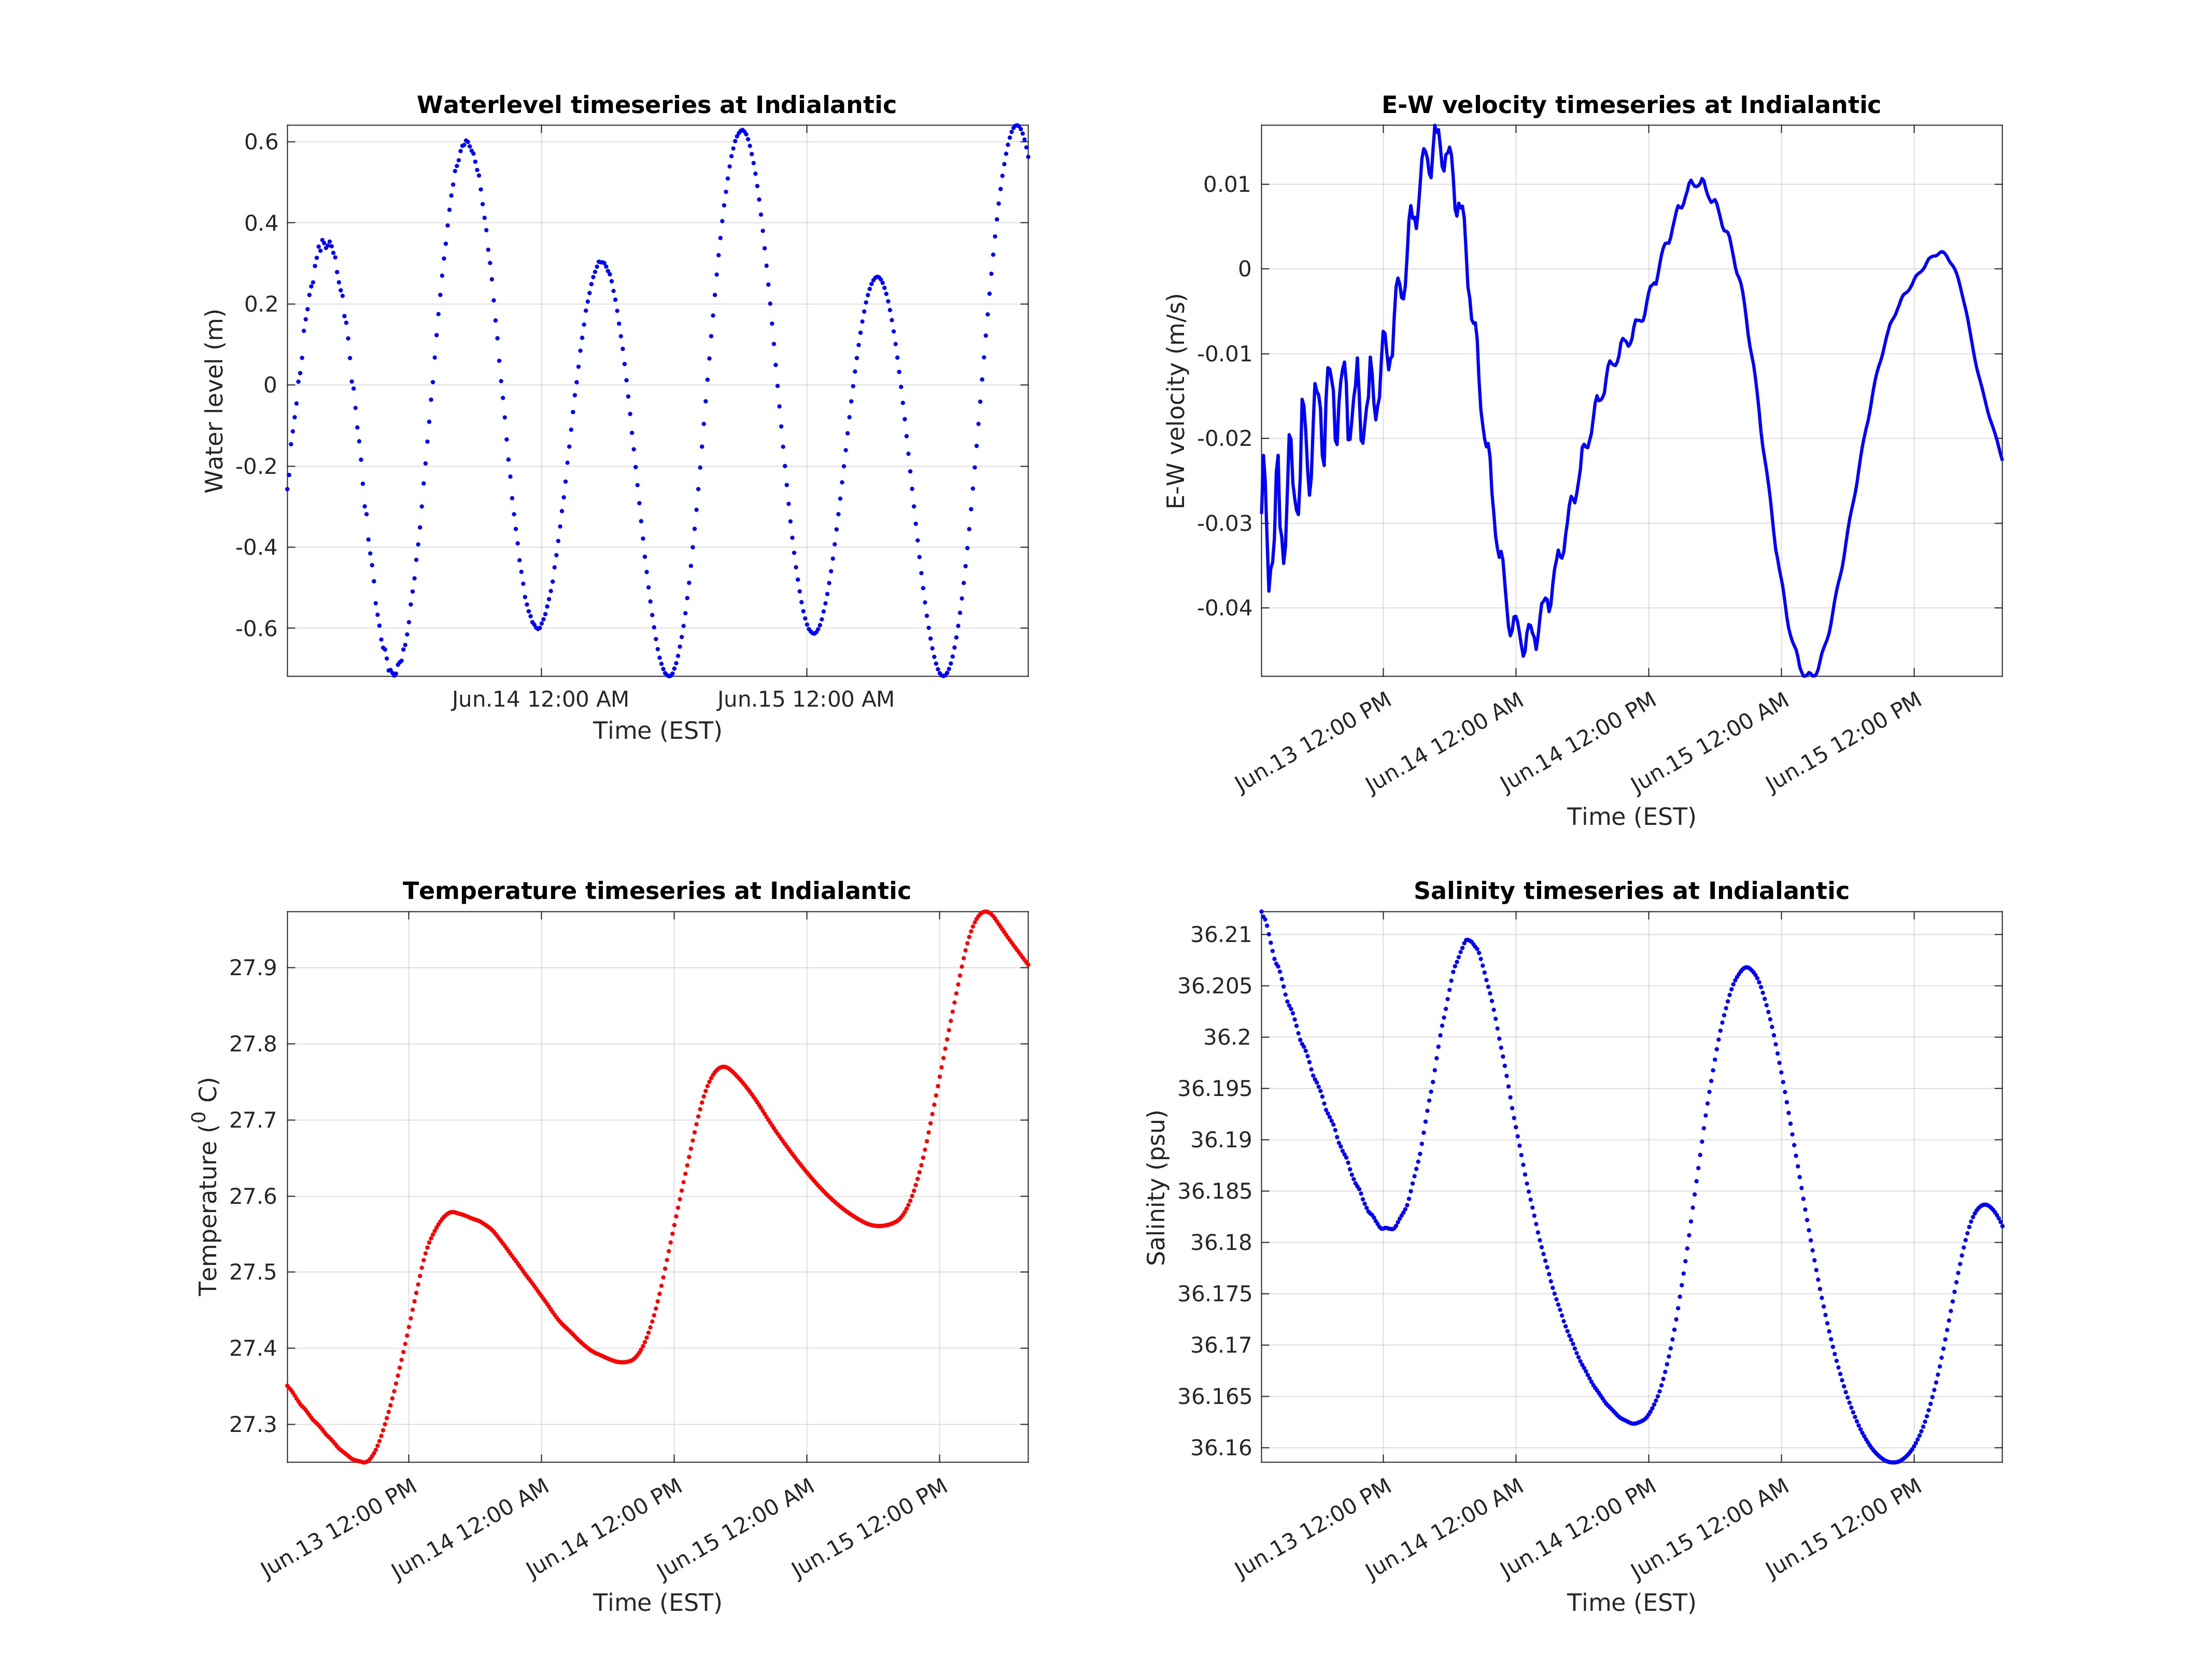 Waterlevel timeseries at Indialantic
0.6
0.4
0.2
0
-0.2
-0.4
-0.6
Water level (m)
Jun.14 12:00 AM
Jun.15 12:00 AM
Time (EST)
E-W velocity timeseries at Indialantic
0.01
0
-0.01
-0.02
-0.03
-0.04
E-W velocity (m/s)
Jun.13 12:00 PM
Jun.14 12:00 AM
Jun.14 12:00 PM
Jun.15 12:00 AM
Jun.15 12:00 PM
Time (EST)
Temperature timeseries at Indialantic
27.9
27.8
27.7
27.6
27.5
27.4
27.3
Temperature (⁰ C)
Jun.13 12:00 PM
Jun.14 12:00 AM
Jun.14 12:00 PM
Jun.15 12:00 AM
Jun.15 12:00 PM
Time (EST)
Salinity timeseries at Indialantic
36.21
36.205
36.2
36.195
36.19
36.185
36.18
36.175
36.17
36.165
36.16
Salinity (psu)
Jun.13 12:00 PM
Jun.14 12:00 AM
Jun.14 12:00 PM
Jun.15 12:00 AM
Jun.15 12:00 PM
Time (EST)